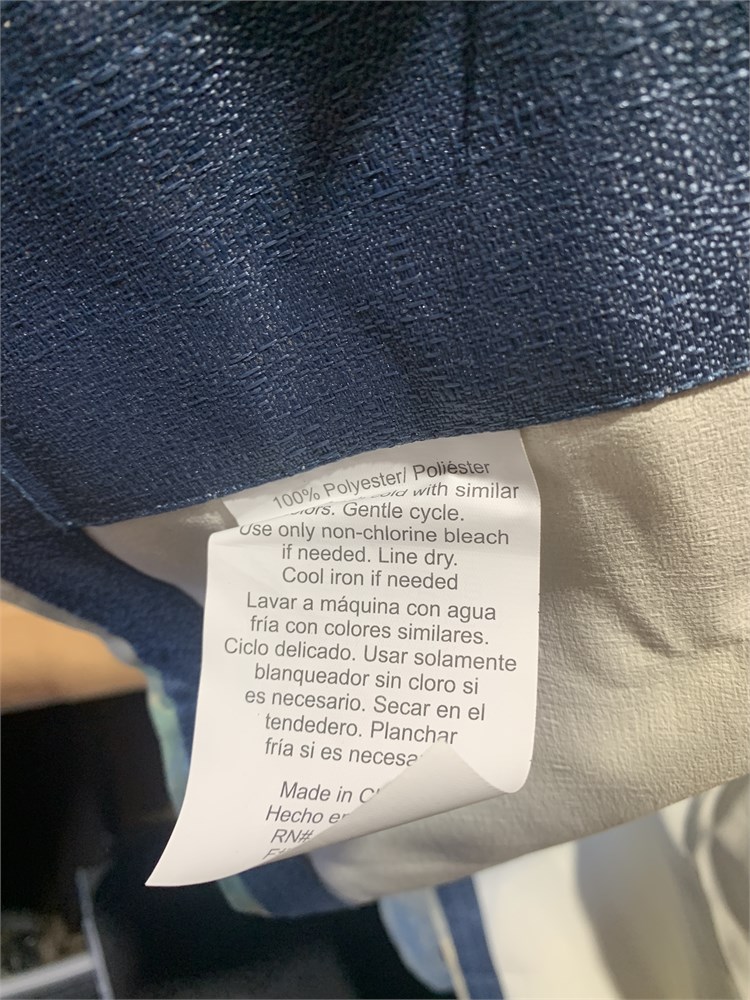 100% Polyester/ Poliéster
with similar
Gentle cycle.
Use only non-chlorine bleach
if needed. Line dry.
Cool iron if needed
Lavar a máquina con agua
fría con colores similares.
Ciclo delicado. Usar solamente
blanqueador sin cloro si
es necesario. Secar en el
tendedero. Planchar
fría si es
Made in
Hecho
RN#